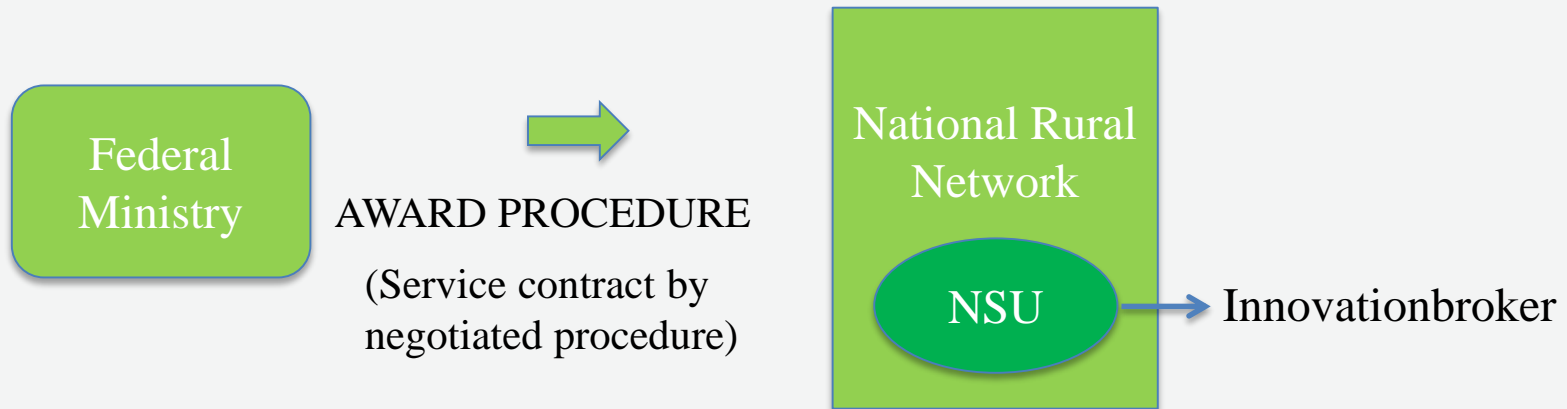 Federal
Ministry
AWARD PROCEDURE
(Service contract by
negotiated procedure)
National Rural
Network
NSU
Innovationbroker